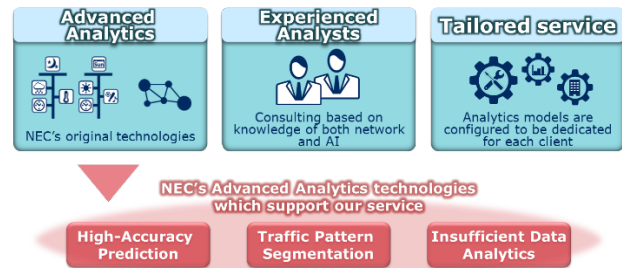 Advanced
Analytics
NEC's original technologies
Experienced
Analysts
Consulting based on
knowledge of both network
and AI
Tailored service
Analytics models are
configured to be dedicated
for each client
NEC's Advanced Analytics technologies
which support our service
High-Accuracy
Prediction
Traffic Pattern
Segmentation
Insufficient Data
Analytics